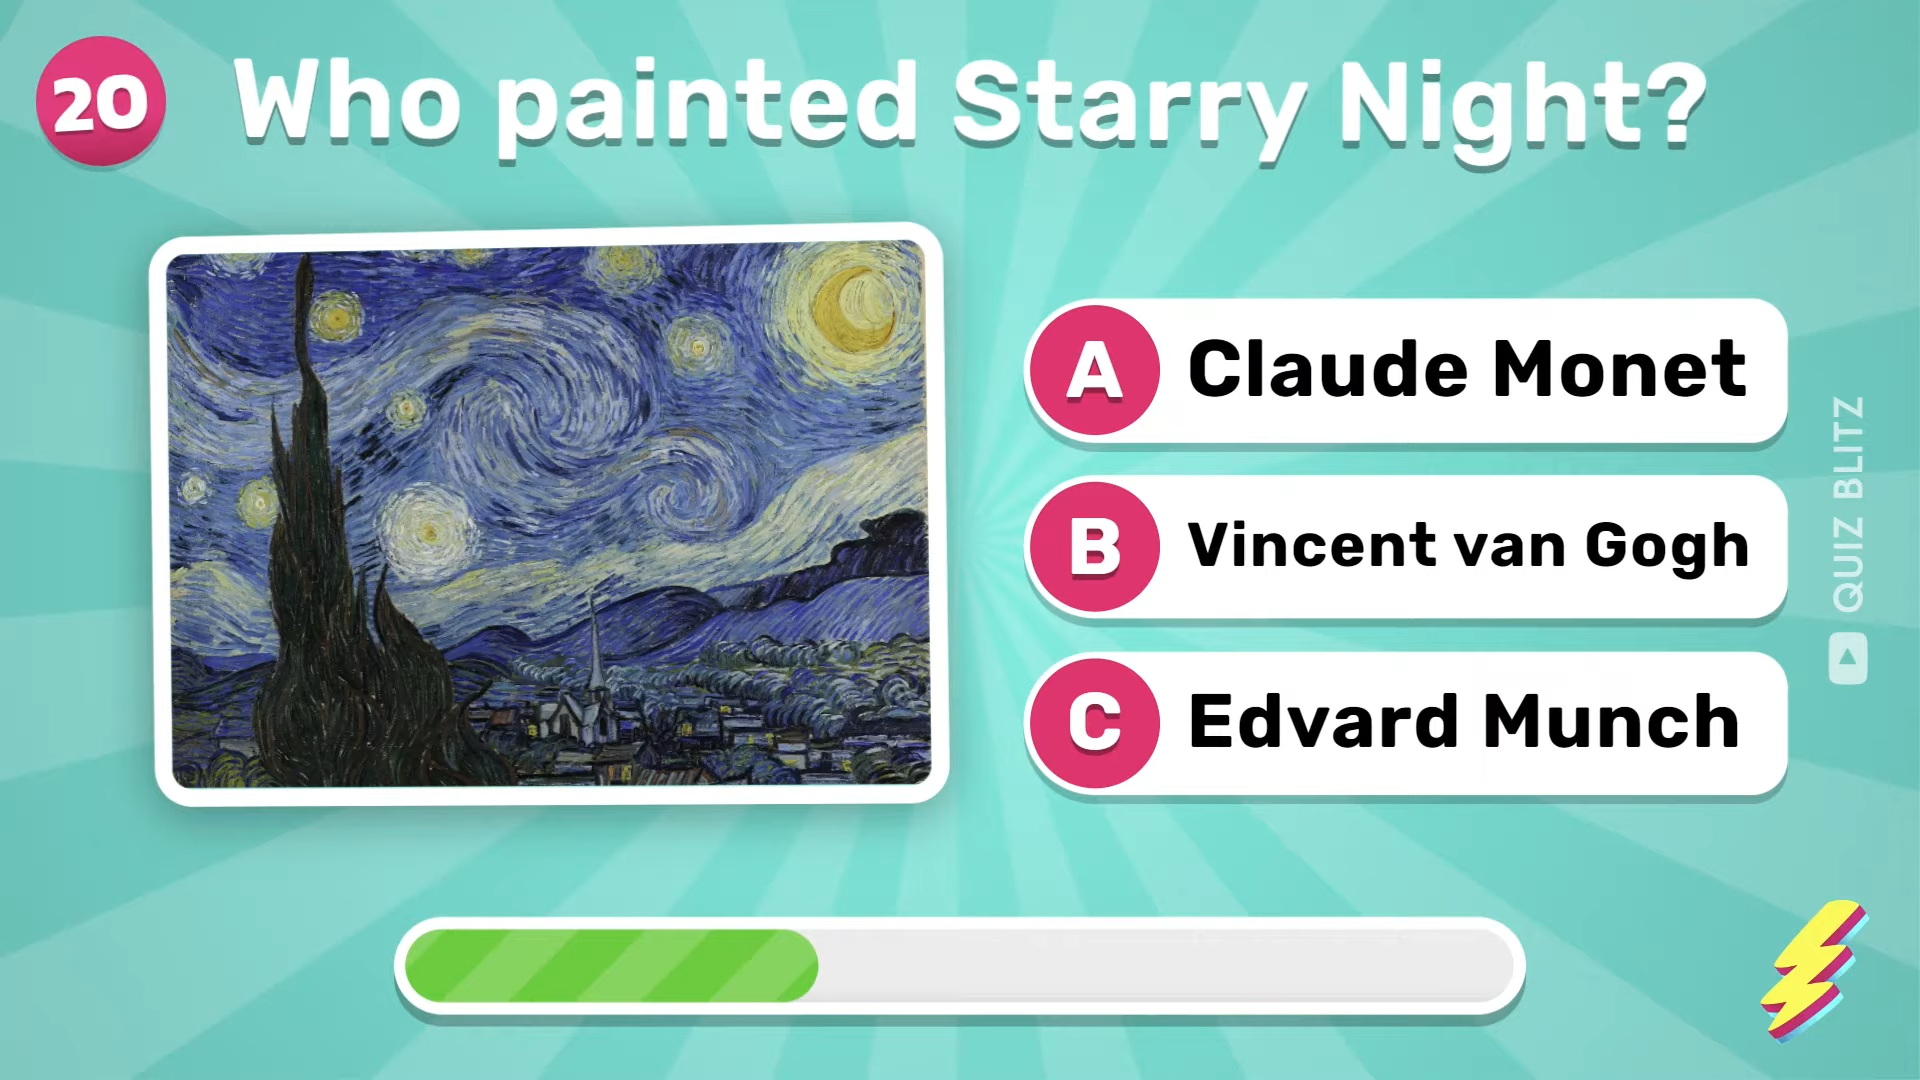 20
Who painted Starry Night?
A Claude Monet
B Vincent van Gogh
C Edvard Munch
QUIZ BLITZ